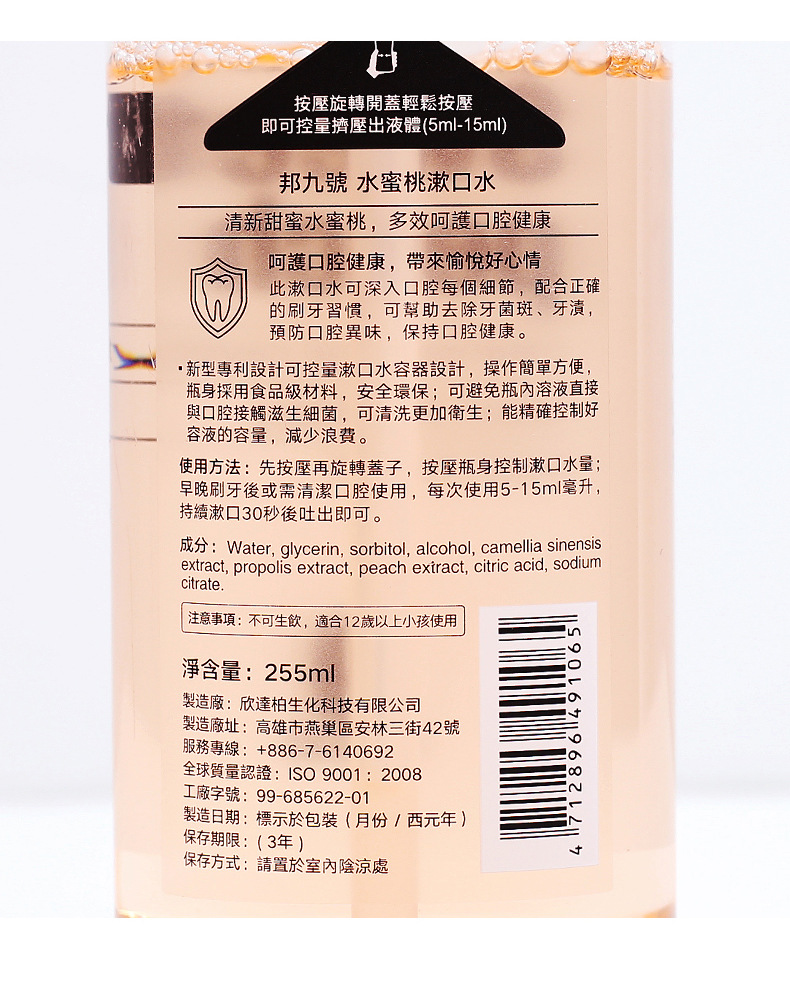 按壓旋轉開蓋輕鬆按壓
即可控量擠壓出液體(5ml-15ml)
邦九號 水蜜桃漱口水
清新甜蜜水蜜桃，多效呵護口腔健康
呵護口腔健康，帶來愉悅好心情
此漱口水可深入口腔每個細節，配合正確
的刷牙習慣，可幫助去除牙菌斑、牙漬，
預防口腔異味，保持口腔健康。
·新型專利設計可控量漱口水容器設計，操作簡單方便，
瓶身採用食品級材料，安全環保；可避免瓶內溶液直接
與口腔接觸滋生細菌，可清洗更加衛生；能精確控制好
容液的容量，減少浪費。
使用方法：先按壓再旋轉蓋子，按壓瓶身控制漱口水量；
早晚刷牙後或需清潔口腔使用，每次使用5-15ml毫升，
持續漱口30秒後吐出即可。
成分：Water, glycerin, sorbitol, alcohol, camellia sinensis
extract, propolis extract, peach extract, citric acid, sodium
citrate.
注意事項：不可生飲，適合12歲以上小孩使用
淨含量：255ml
製造廠：欣達柏生化科技有限公司
製造廠址：高雄市燕巢區安林三街42號
服務專線：+886-7-6140692
全球質量認證：ISO 9001：2008
工廠字號：99-685622-01
製造日期：標示於包裝（月份 / 西元年）
保存期限：(3年)
保存方式：請置於室內陰涼處
4 712896 491065